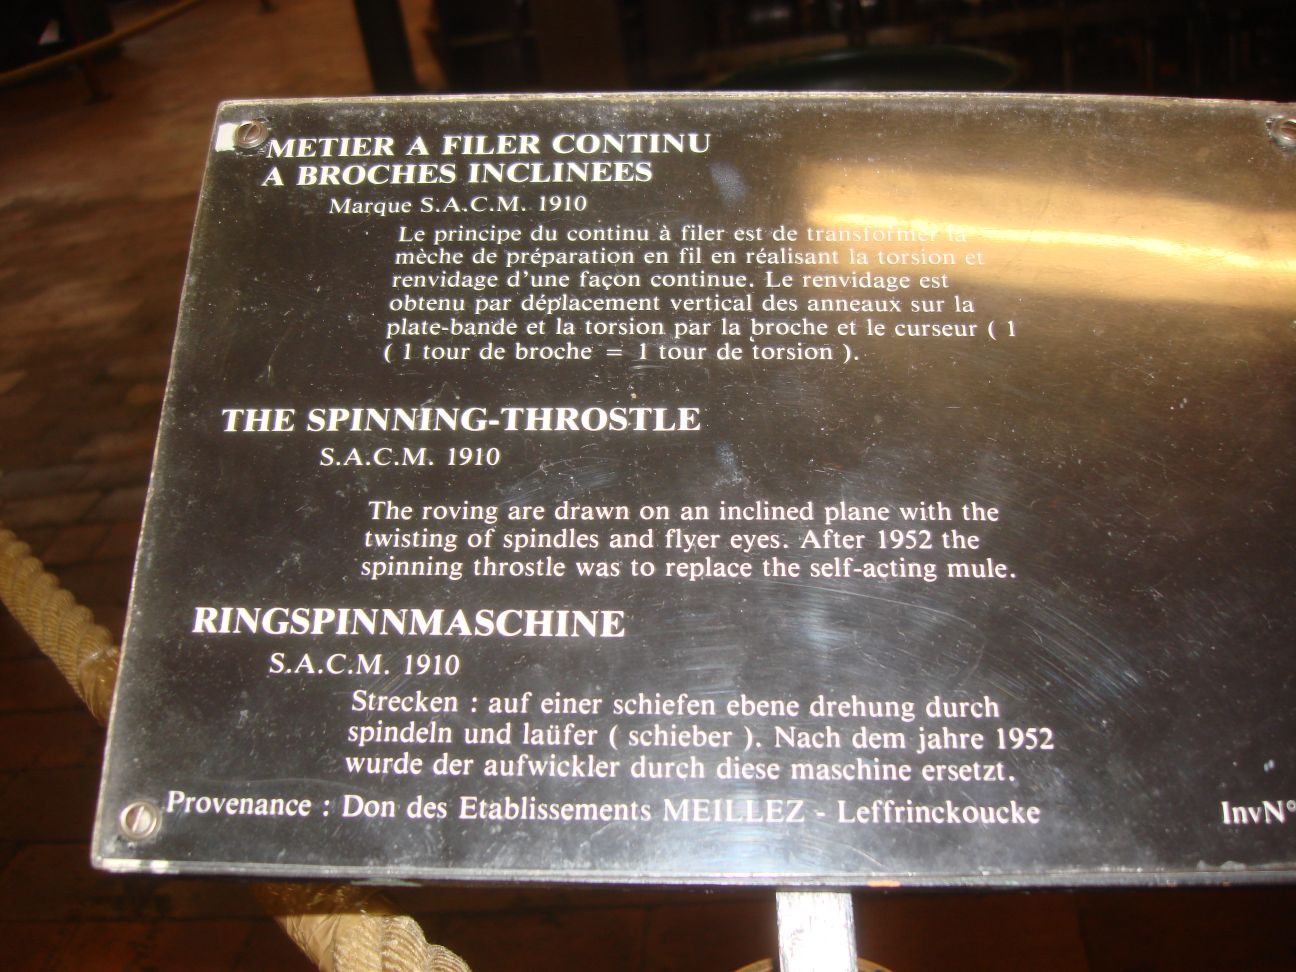 METIER A FILER CONTINU
A BROCHES INCLINEES
Marque S.A.C.M. 1910
Le principe du continu à filer est de transformer la
mèche de préparation en fil en réalisant la torsion et
renvidage d'une façon continue. Le renvidage est
obtenu par déplacement vertical des anneaux sur la
plate-bande et la torsion par la broche et le curseur ( 1
( 1 tour de broche = 1 tour de torsion ).
THE SPINNING-THROSTLE
S.A.C.M. 1910
The roving are drawn on an inclined plane with the
twisting of spindles and flyer eyes. After 1952 the
spinning throstle was to replace the self-acting mule.
RINGSPINNMASCHINE
S.A.C.M. 1910
Strecken : auf einer schiefen ebene drehung durch
spindeln und laüfer ( schieber ). Nach dem jahre 1952
wurde der aufwickler durch diese maschine ersetzt.
Provenance : Don des Etablissements MEILLEZ - Leffrinckoucke InvN°